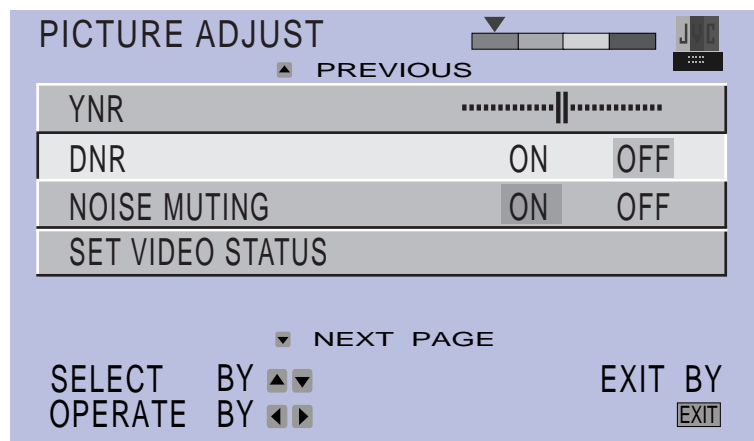 PICTURE ADJUST JVC
PREVIOUS
YNR
DNR ON OFF
NOISE MUTING ON OFF
SET VIDEO STATUS
NEXT PAGE
SELECT BY EXIT BY
OPERATE BY EXIT